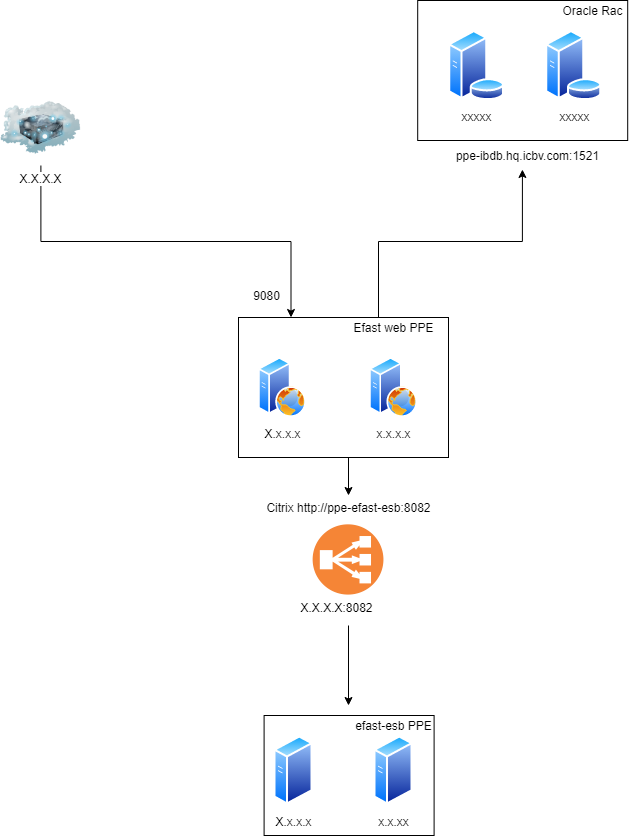 Oracle Rac
xxxxx
xxxxx
ppe-ibdb.hq.icbv.com:1521
X.X.X.X
9080
Efast web PPE
X.x.x.x
x.x.x.x
Citrix http://ppe-efast-esb:8082
X.X.X.X:8082
efast-esb PPE
X.x.x.x
x.x.xx